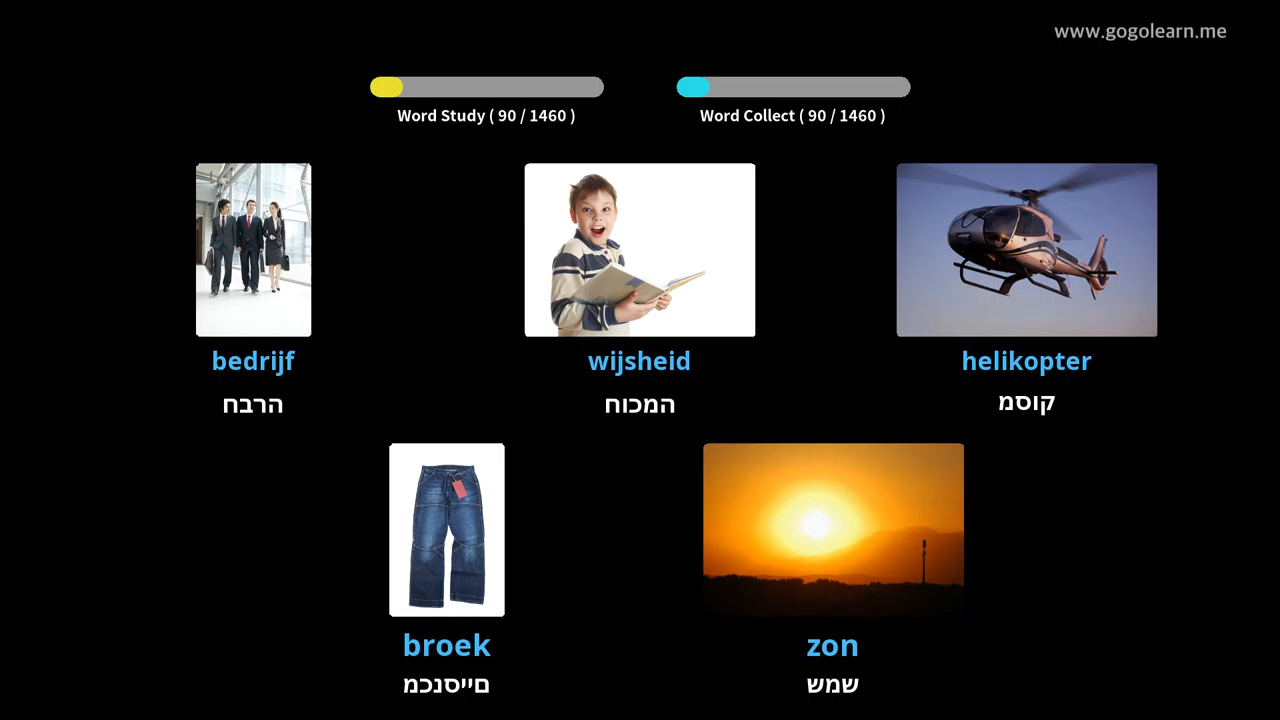 www.gogolearn.me
Word Study ( 90 / 1460 )
Word Collect ( 90 / 1460 )
bedrijf
הרבח
wijsheid
המכוח
helikopter
קוסמ
broek
םייסנכמ
zon
שמש